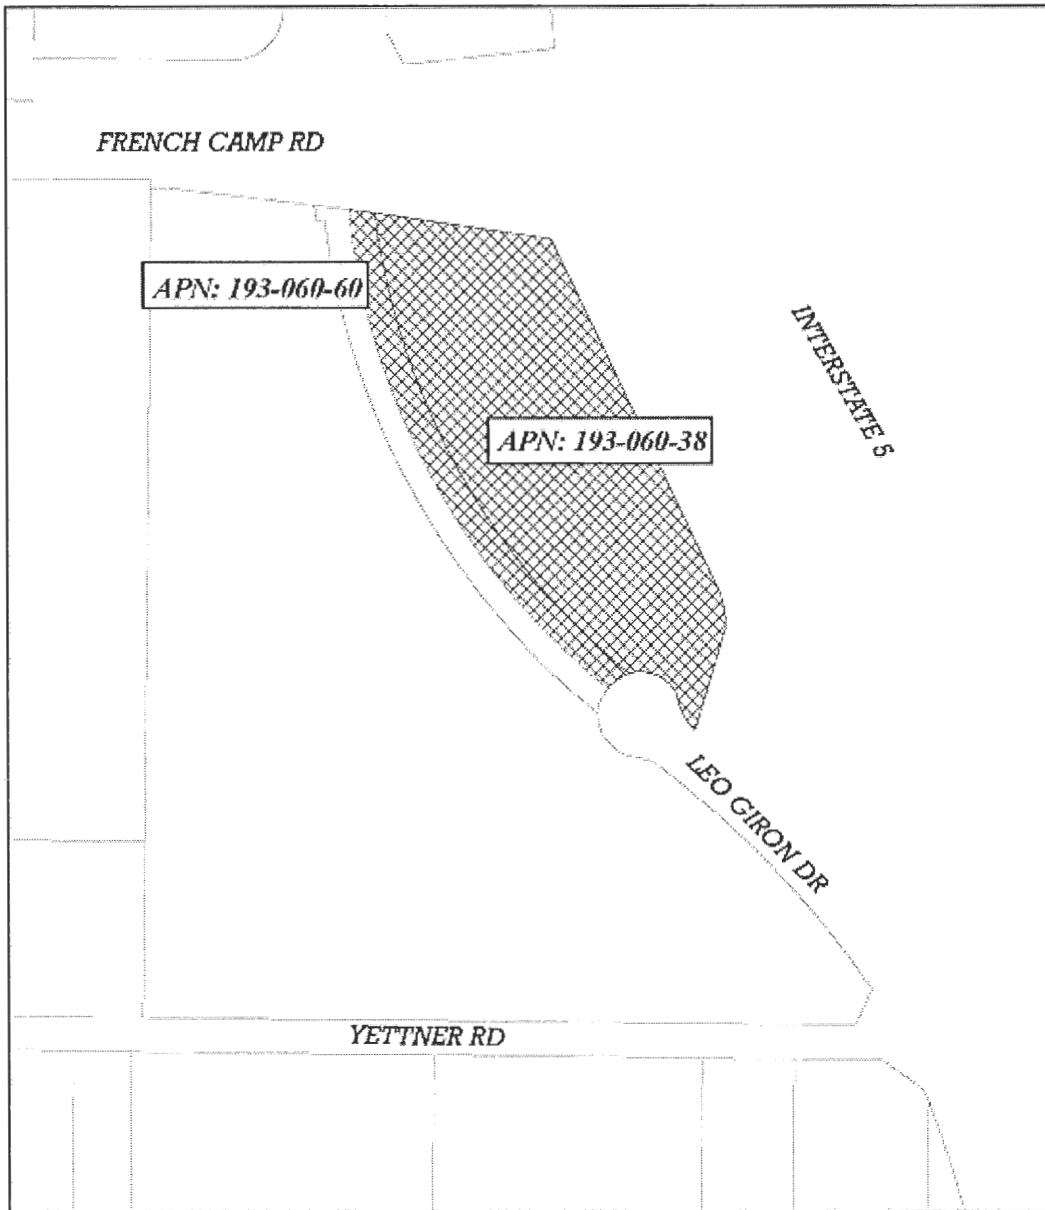 FRENCH CAMP RD
APN: 193-060-60
INTERSTATE 5
APN: 193-060-38
LEO GIRON DR
YETTNER RD